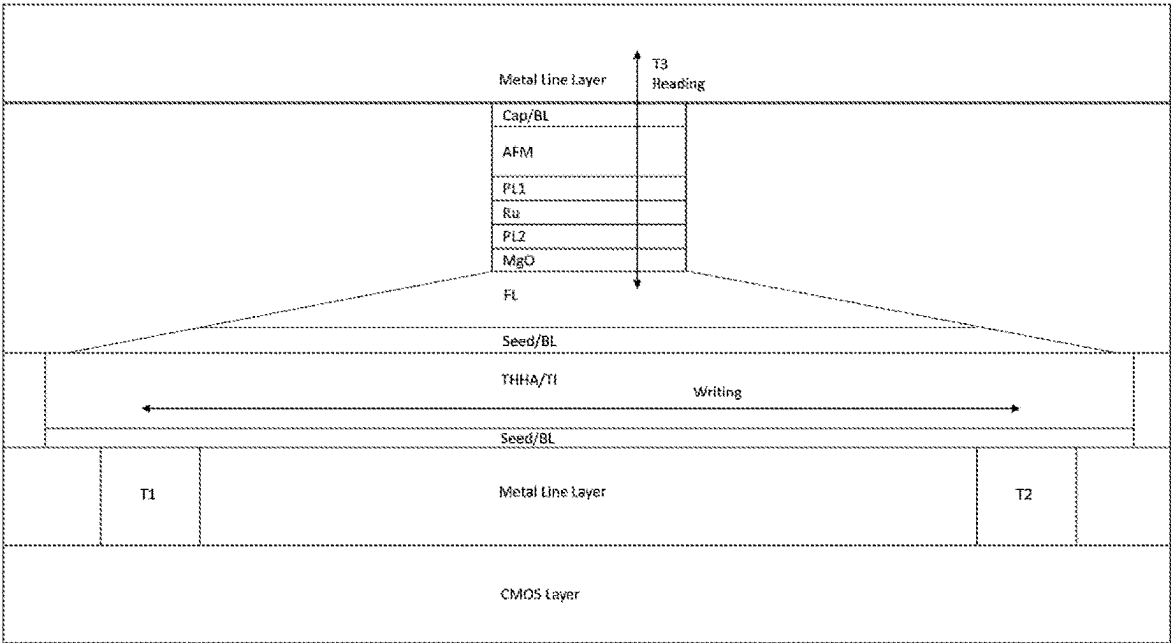 T3
Metal Line Layer
Reading
Cap/BL
AFM
PL1
Ru
PL2
MgO
FL
Seed/BL
THHA/TI
Writing
Seed/BL
T1
Metal Line Layer
T2
CMOS Layer